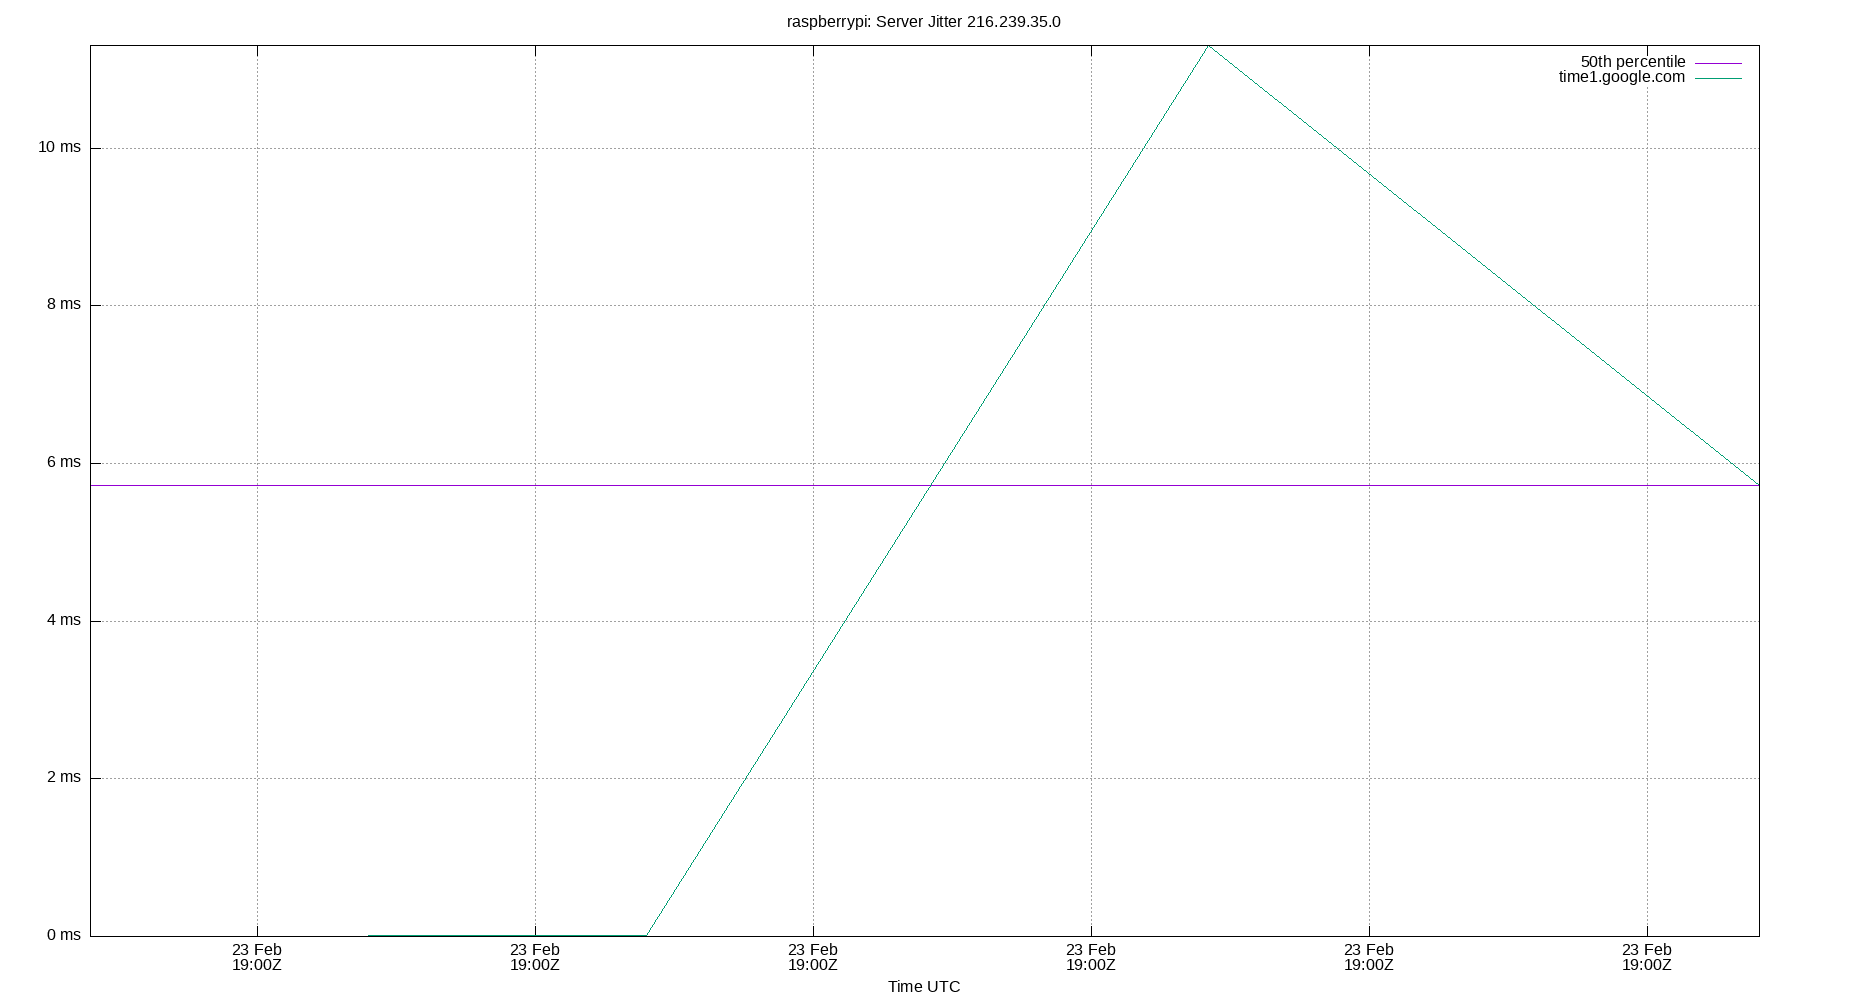 raspberrypi: Server Jitter 216.239.35.0
50th percentile
time1.google.com
10 ms
8 ms
6 ms
4 ms
2 ms
0 ms
23 Feb
19:00Z
23 Feb
19:00Z
23 Feb
19:00Z
23 Feb
19:00Z
23 Feb
19:00Z
23 Feb
19:00Z
Time UTC